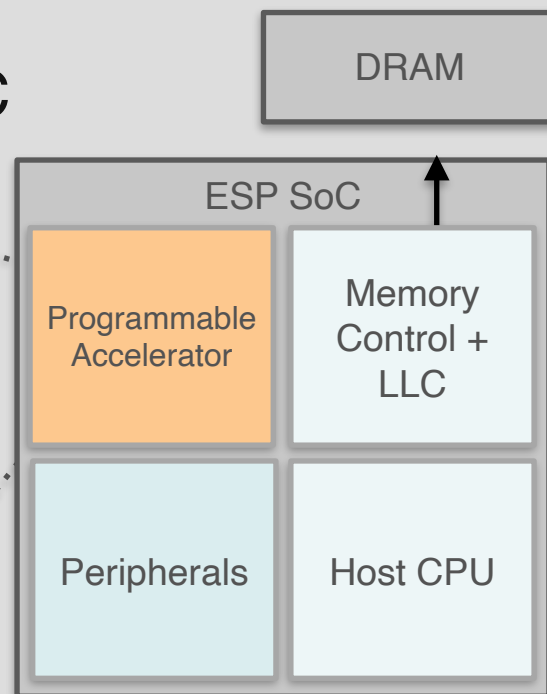 C
DRAM
ESP SoC
Programmable
Accelerator
Memory
Control +
LLC
Peripherals
Host CPU